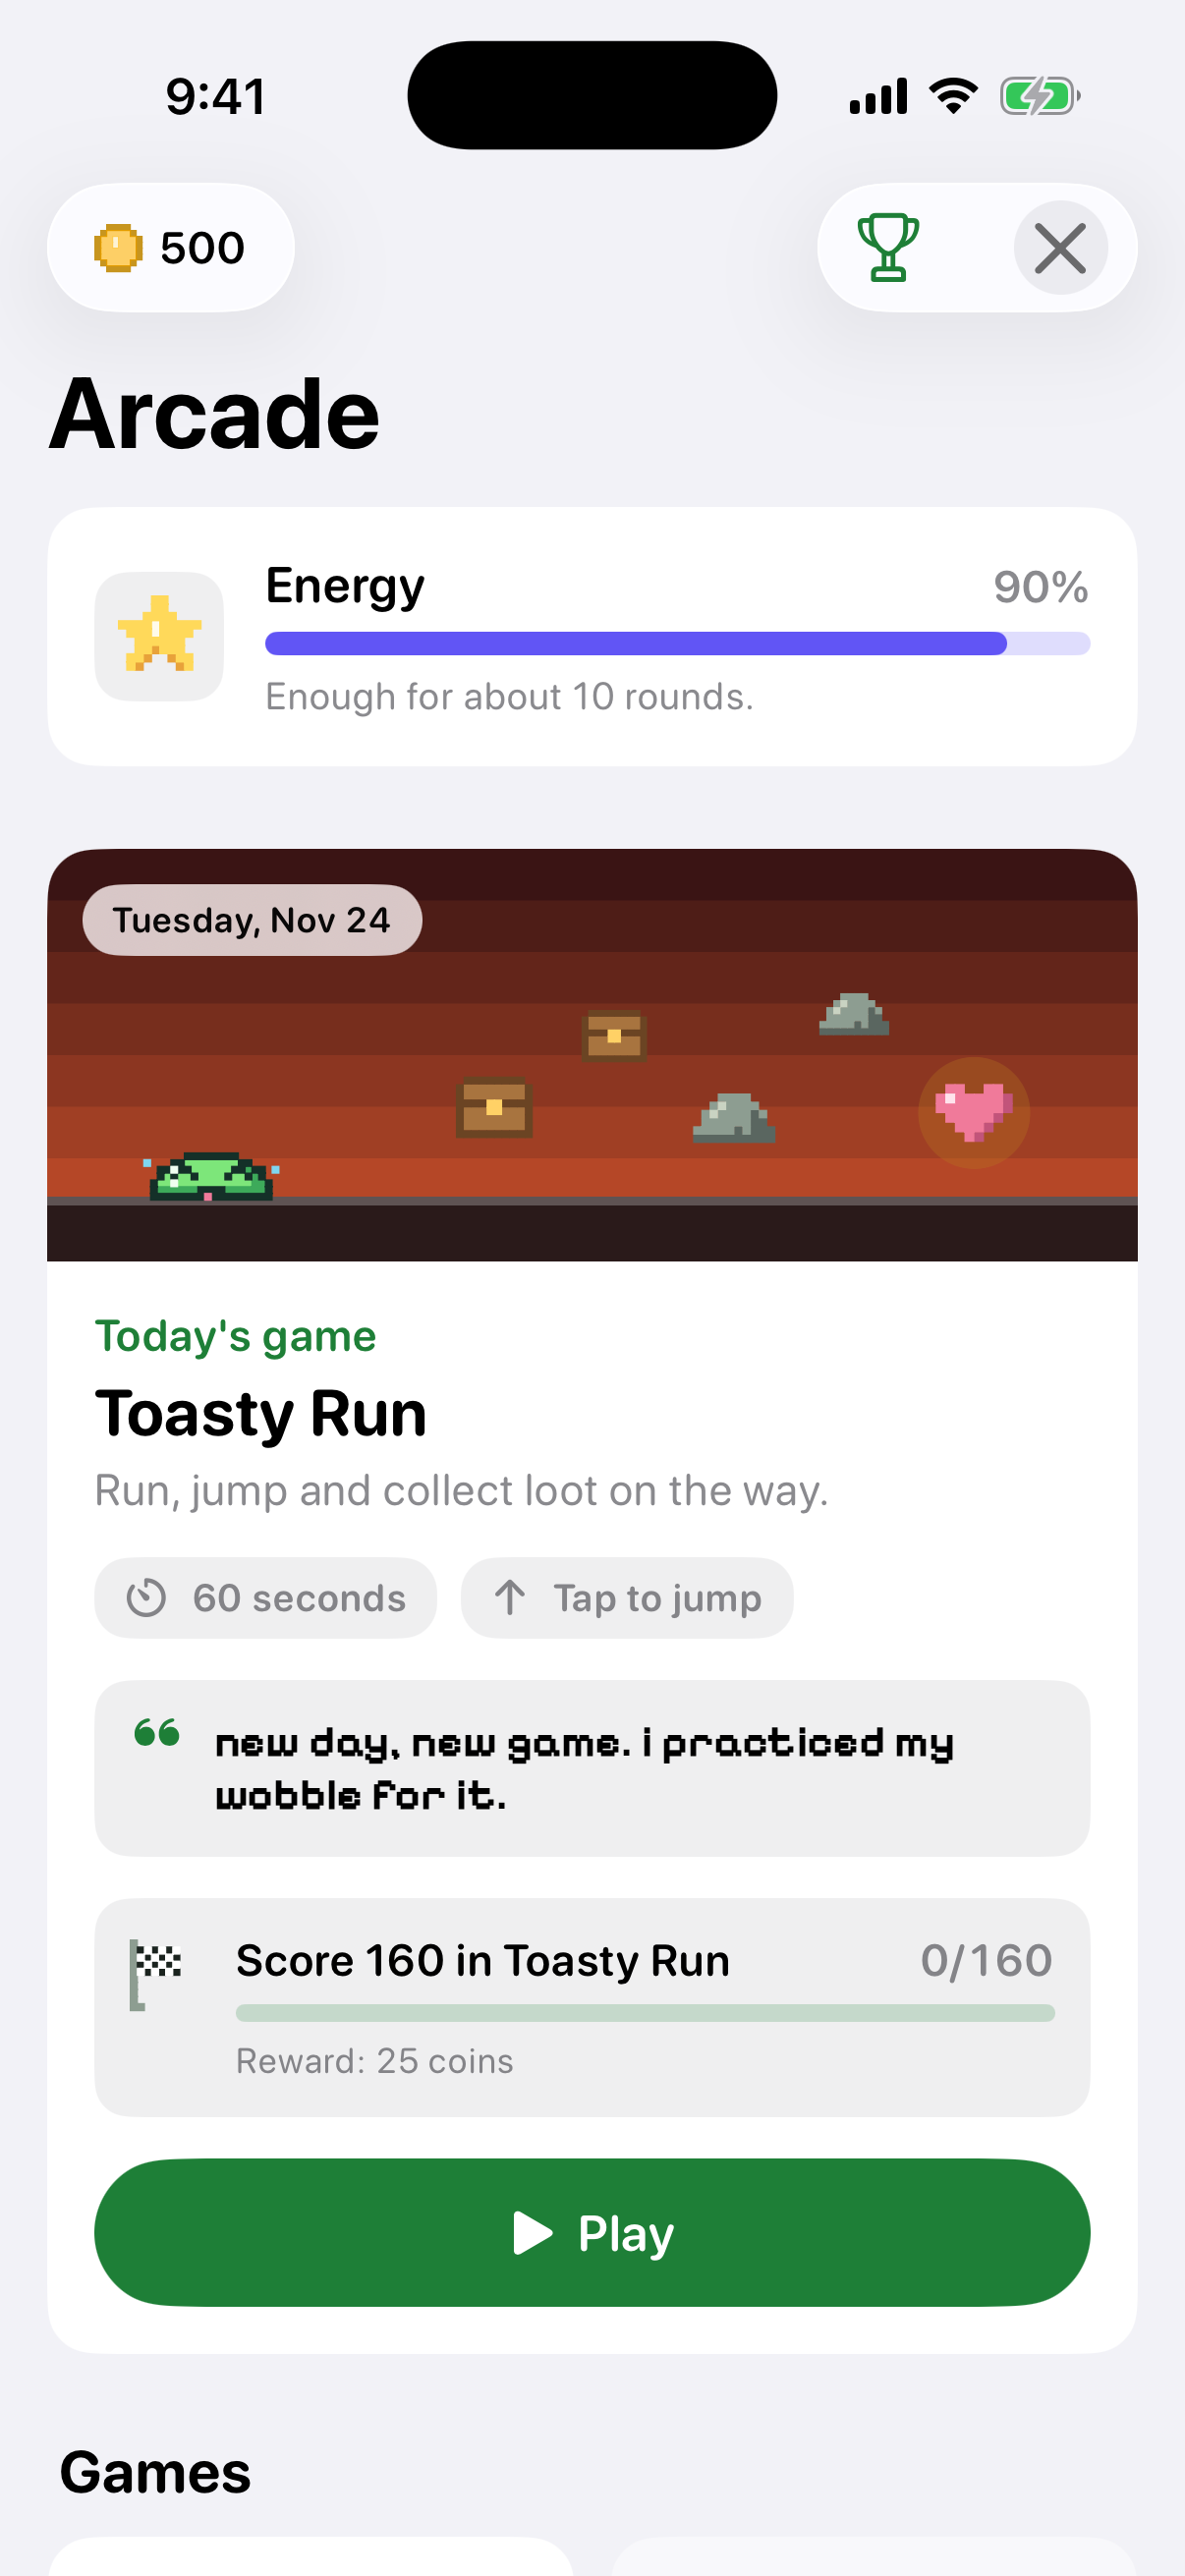 9:41
500
Arcade
Energy
90%
Enough for about 10 rounds.
Tuesday, Nov 24
Today's game
Toasty Run
Run, jump and collect loot on the way.
60 seconds
Tap to jump
new day, new game. i practiced my
wobble for it.
Score 160 in Toasty Run
0/160
Reward: 25 coins
Play
Games